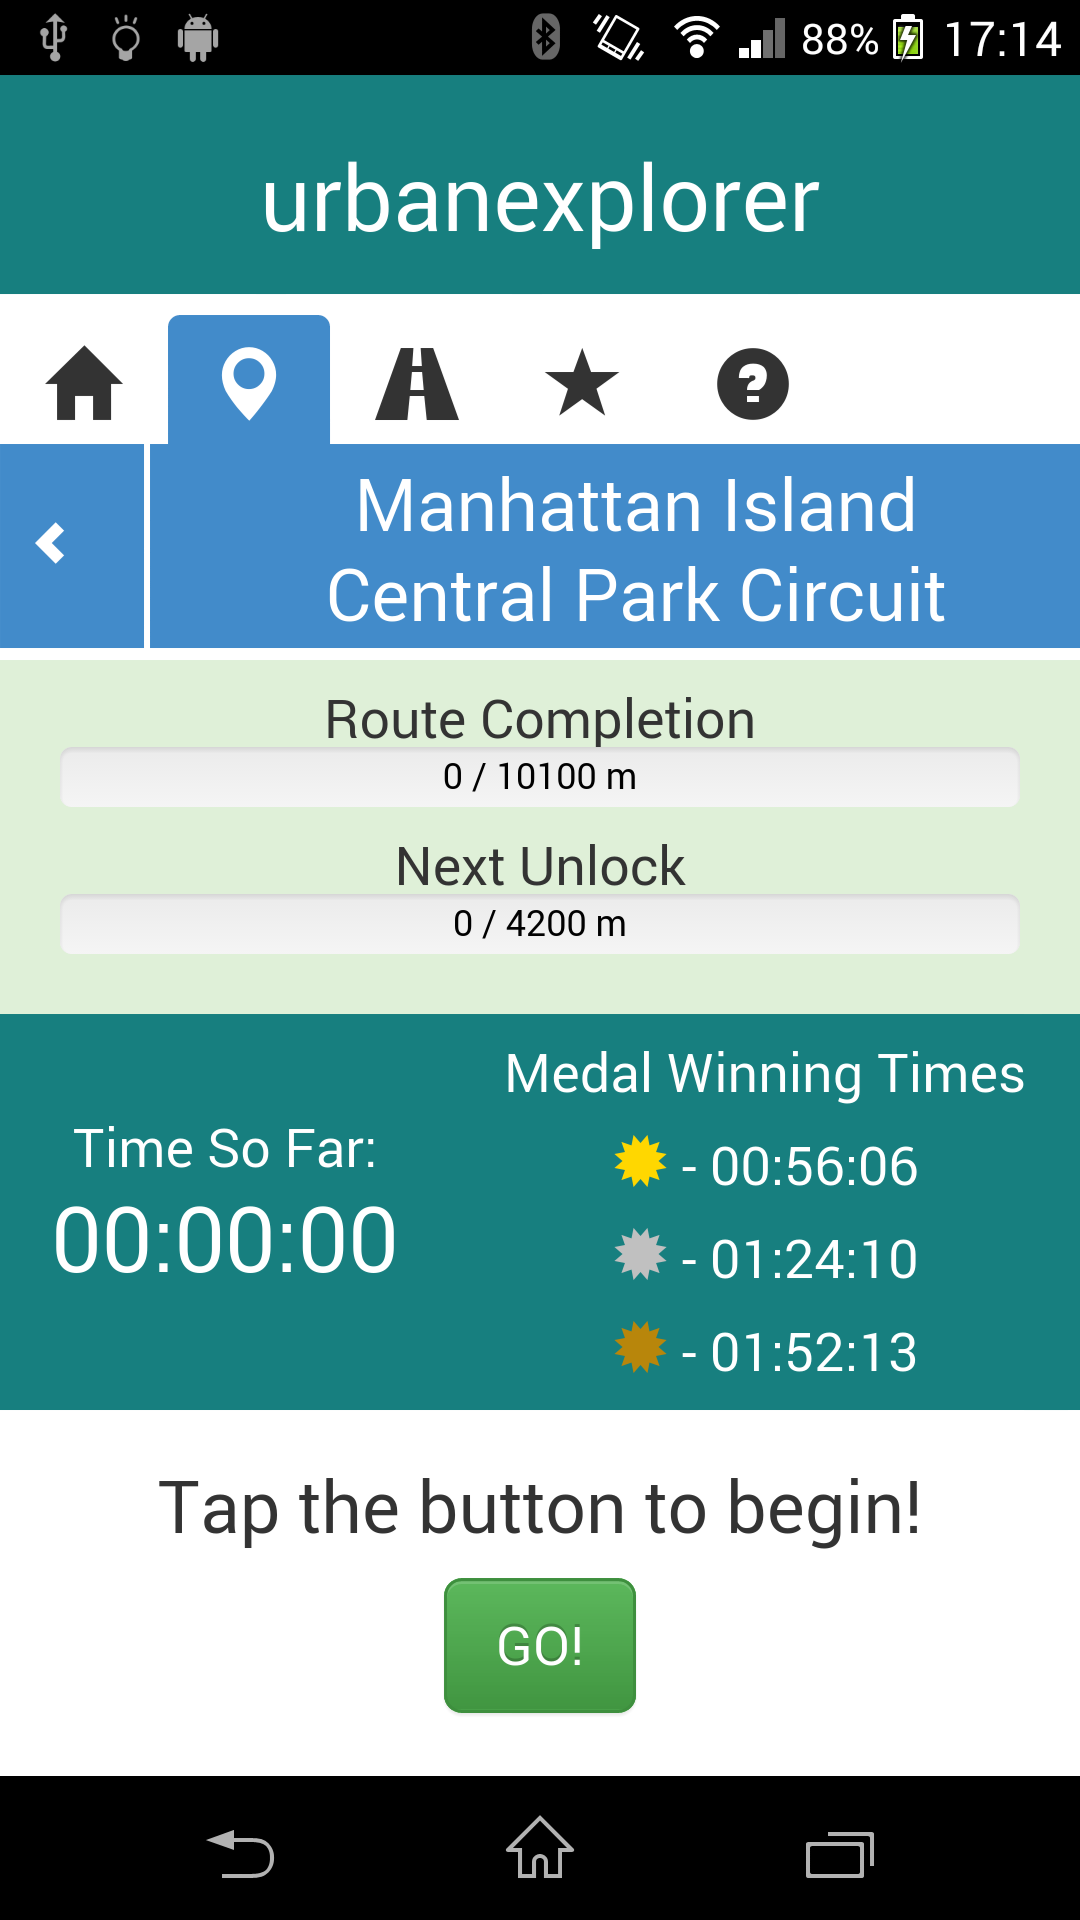 88% 17:14
urbanexplorer
Manhattan Island
Central Park Circuit
Route Completion
0 / 10100 m
Next Unlock
0 / 4200 m
Medal Winning Times
Time So Far:
00:00:00
- 00:56:06
- 01:24:10
- 01:52:13
Tap the button to begin!
GO!